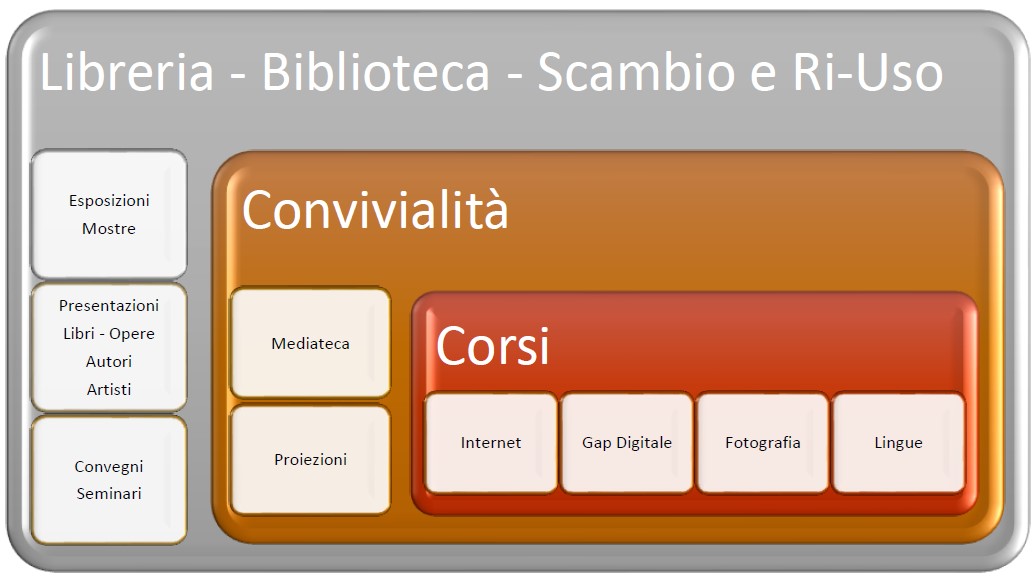 Libreria - Biblioteca - Scambio e Ri-Uso
Esposizioni
Mostre
Presentazioni
Libri - Opere
Autori
Artisti
Convegni
Seminari
Convivialità
Mediateca
Proiezioni
Corsi
Internet
Gap Digitale
Fotografia
Lingue